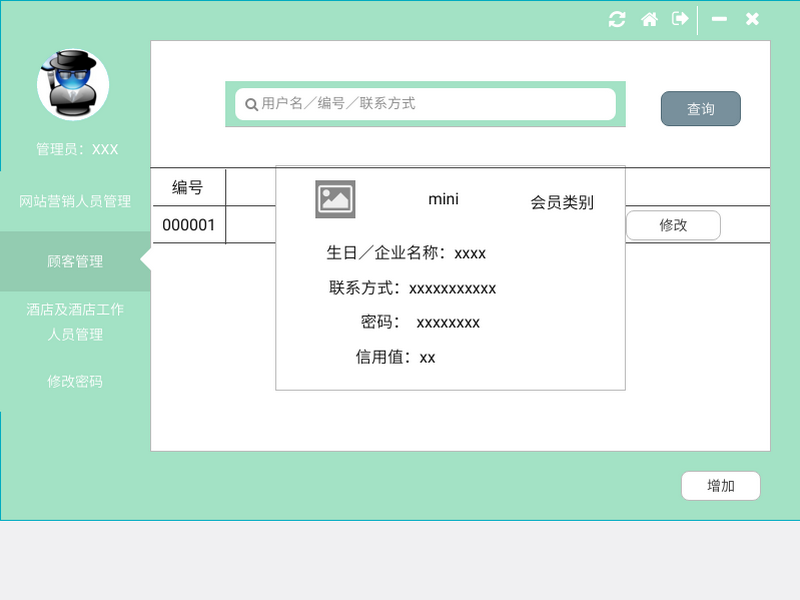 管理员：XXX
网站营销人员管理
顾客管理
酒店及酒店工作
人员管理
修改密码
用户名／编号／联系方式
查询
编号
000001
修改
mini
会员类别
生日／企业名称：xxxx
联系方式：xxxxxxxxxxx
密码： xxxxxxxx
信用值：xx
增加